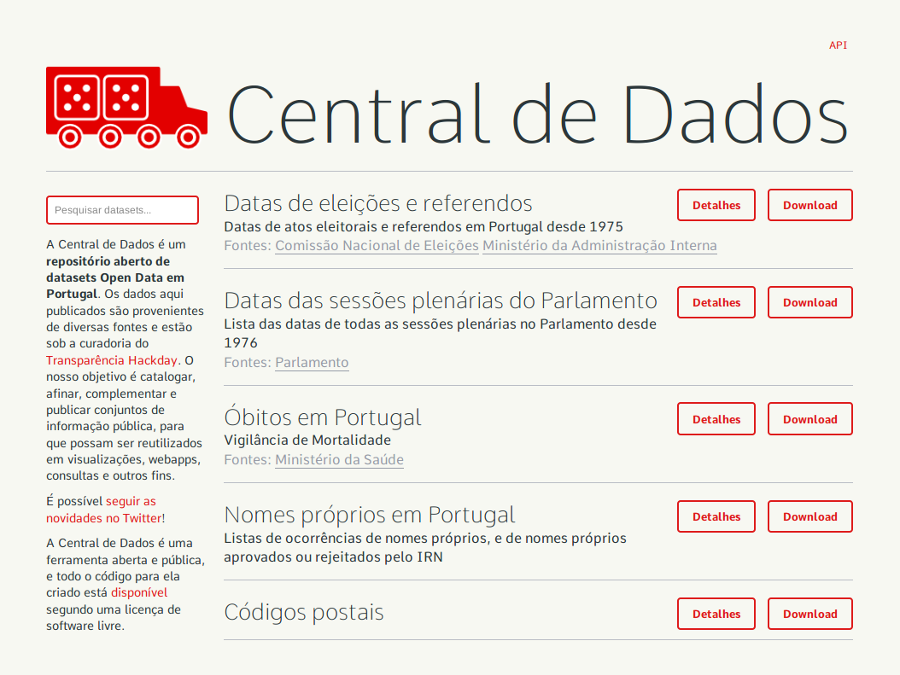 API
Central de Dados
Pesquisar datasets...
A Central de Dados é um
repositório aberto de
datasets Open Data em
Portugal. Os dados aqui
publicados são provenientes
de diversas fontes e estão
sob a curadoria do
Transparência Hackday. O
nosso objetivo é catalogar,
afinar, complementar e
publicar conjuntos de
informação pública, para
que possam ser reutilizados
em visualizações, webapps,
consultas e outros fins.
É possível seguir as
novidades no Twitter!
A Central de Dados é uma
ferramenta aberta e pública,
e todo o código para ela
criado está disponível
segundo uma licença de
software livre.
Datas de eleições e referendos
Detalhes Download
Datas de atos eleitorais e referendos em Portugal desde 1975
Fontes: Comissão Nacional de Eleições Ministério da Administração Interna
Datas das sessões plenárias do Parlamento
Detalhes Download
Lista das datas de todas as sessões plenárias no Parlamento desde
1976
Fontes: Parlamento
Óbitos em Portugal
Detalhes Download
Vigilância de Mortalidade
Fontes: Ministério da Saúde
Nomes próprios em Portugal
Detalhes Download
Listas de ocorrências de nomes próprios, e de nomes próprios
aprovados ou rejeitados pelo IRN
Códigos postais
Detalhes Download